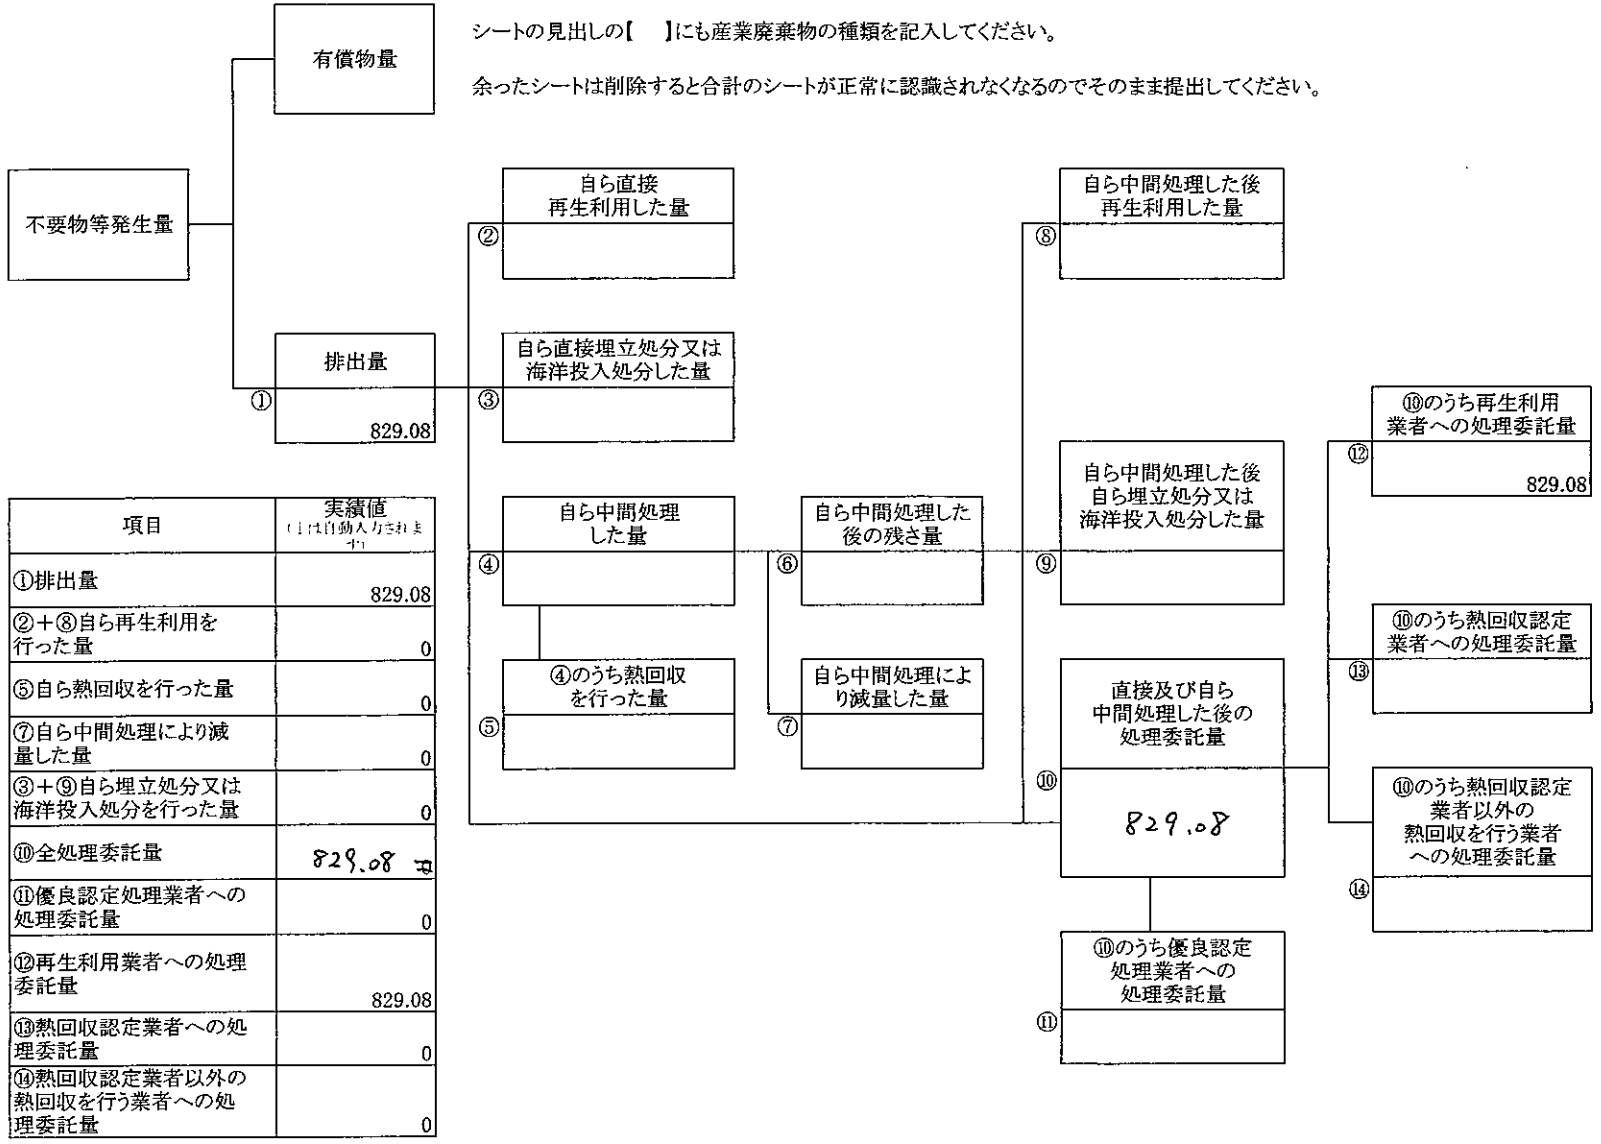 シートの見出しの【　】にも産業廃棄物の種類を記入してください。
余ったシートは削除すると合計のシートが正常に認識されなくなるのでそのまま提出してください。
有償物量
不要物等発生量
排出量
①
829.08
自ら直接
再生利用した量
②
自ら直接埋立処分又は
海洋投入処分した量
③
自ら中間処理
した量
④
④のうち熱回収
を行った量
⑤
自ら中間処理した
後の残さ量
⑥
自ら中間処理によ
り減量した量
⑦
自ら中間処理した後
再生利用した量
⑧
自ら中間処理した後
自ら埋立処分又は
海洋投入処分した量
⑨
直接及び自ら
中間処理した後の
処理委託量
⑩
829.08
⑩のうち優良認定
処理業者への
処理委託量
⑪
⑩のうち再生利用
業者への処理委託量
⑫
829.08
⑩のうち熱回収認定
業者への処理委託量
⑬
⑩のうち熱回収認定
業者以外の
熱回収を行う業者
への処理委託量
⑭
項目
実績値
①排出量
829.08
②＋⑧自ら再生利用を
行った量
0
⑤自ら熱回収を行った量
0
⑦自ら中間処理により減
量した量
0
③＋⑨自ら埋立処分又は
海洋投入処分を行った量
0
⑩全処理委託量
829.08
⑪優良認定処理業者への
処理委託量
0
⑫再生利用業者への処理
委託量
829.08
⑬熱回収認定業者への処
理委託量
0
⑭熱回収認定業者以外の
熱回収を行う業者への処
理委託量
0